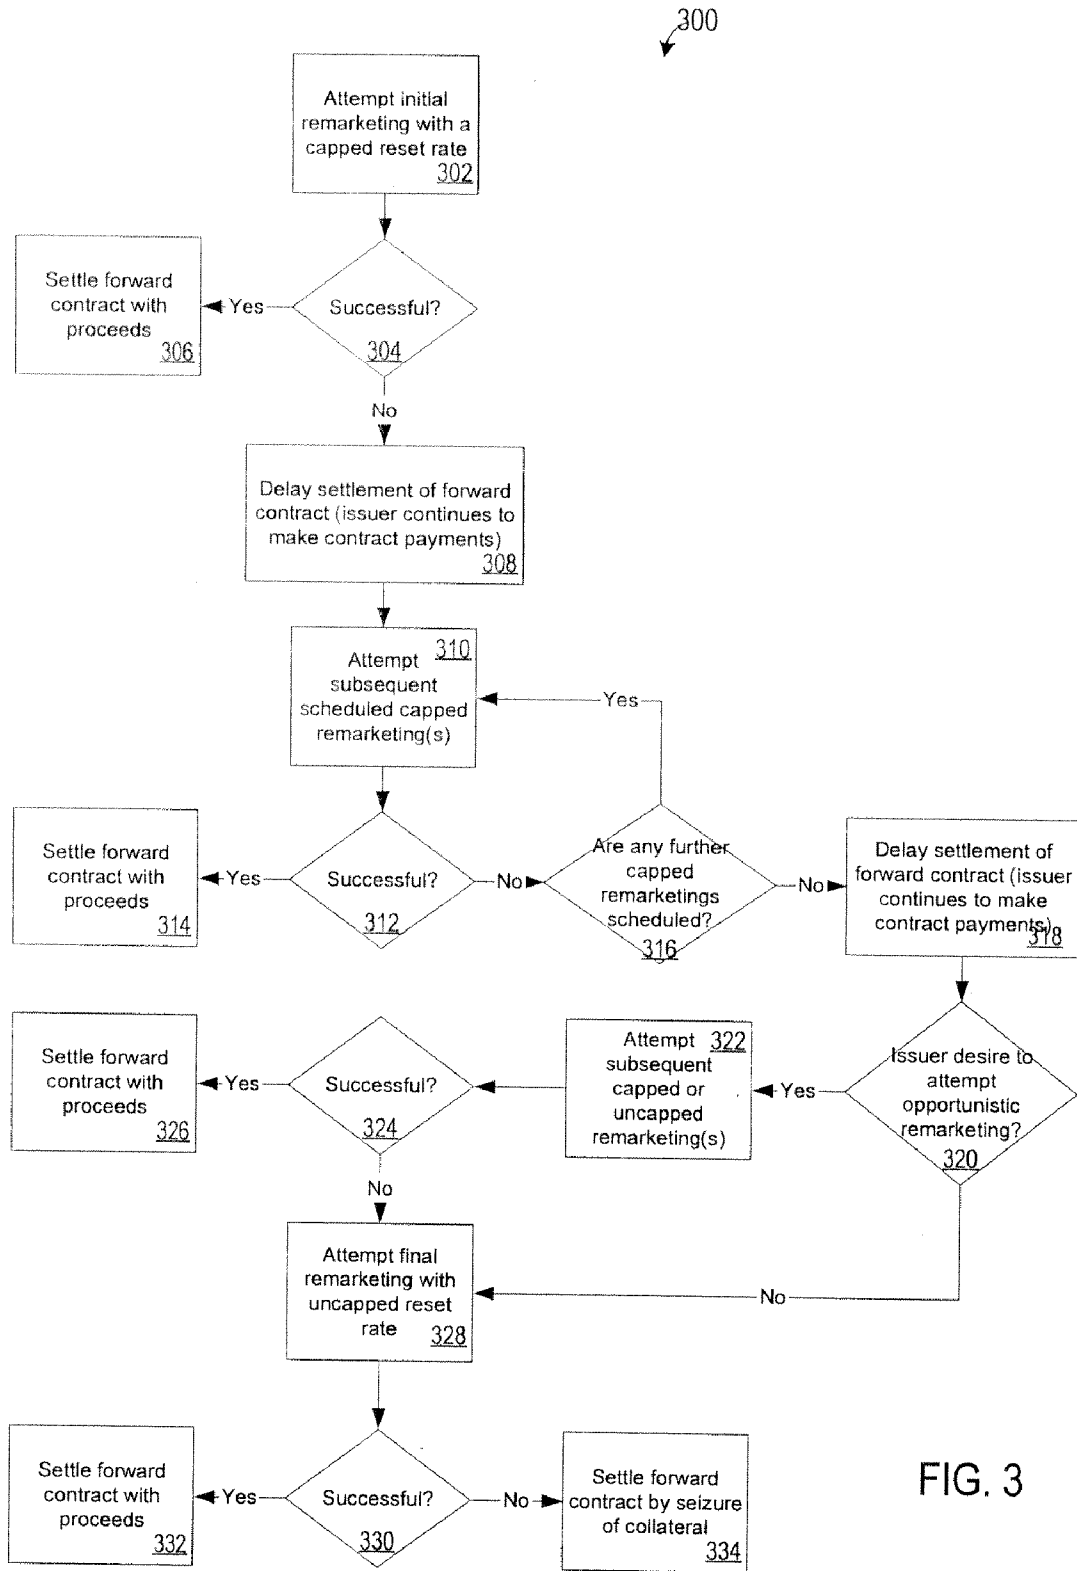 300
Attempt initial
remarketing with a
capped reset rate
302
Settle forward
contract with
proceeds
306
Yes
Successful?
304
No
Delay settlement of forward
contract (issuer continues to
make contract payments)
308
310
Attempt
subsequent
scheduled capped
remarketing(s)
Yes
Settle forward
contract with
proceeds
314
Yes
Successful?
312
No
Are any further
capped
remarketings
scheduled?
316
No
Delay settlement of
forward contract (issuer
continues to make
contract payments)
318
Settle forward
contract with
proceeds
326
Yes
Successful?
324
Attempt
322
subsequent
capped or
uncapped
remarketing(s)
Yes
Issuer desire to
attempt
opportunistic
remarketing?
320
No
Attempt final
remarketing with
uncapped reset
rate
328
No
Settle forward
contract with
proceeds
332
Yes
Successful?
330
No
Settle forward
contract by seizure
of collateral
334
FIG. 3